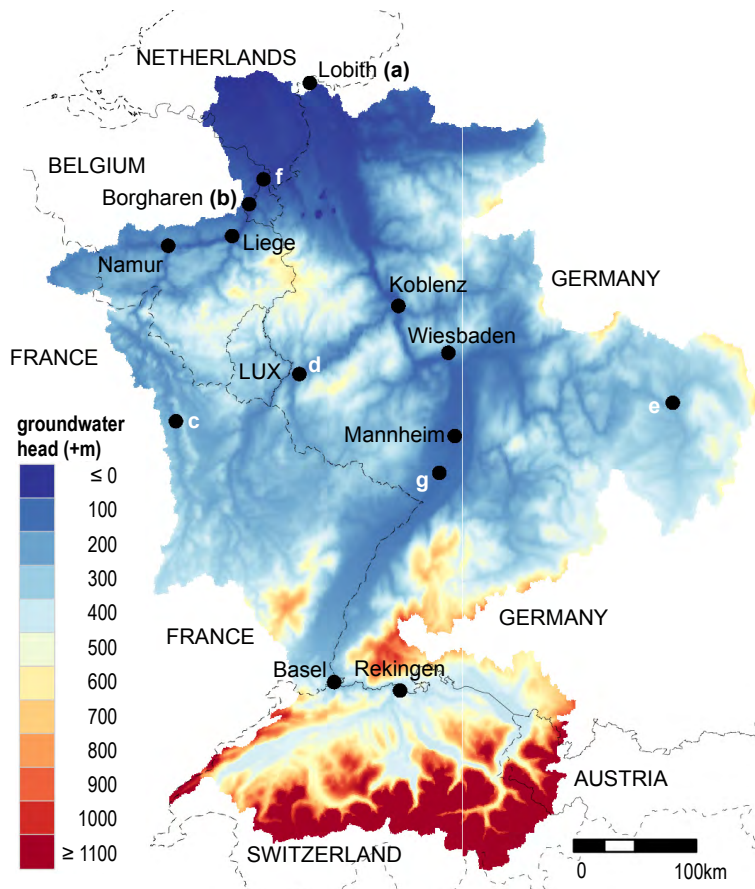 NETHERLANDS
Lobith (a)
BELGIUM
f
Borgharen (b)
Liege
Namur
GERMANY
Koblenz
Wiesbaden
FRANCE
LUX
d
e
c
groundwater
head (+m)
Mannheim
g
≤ 0
100
200
300
400
500
600
700
800
900
1000
≥ 1100
GERMANY
FRANCE
Basel
Rekingen
AUSTRIA
SWITZERLAND
0
100km